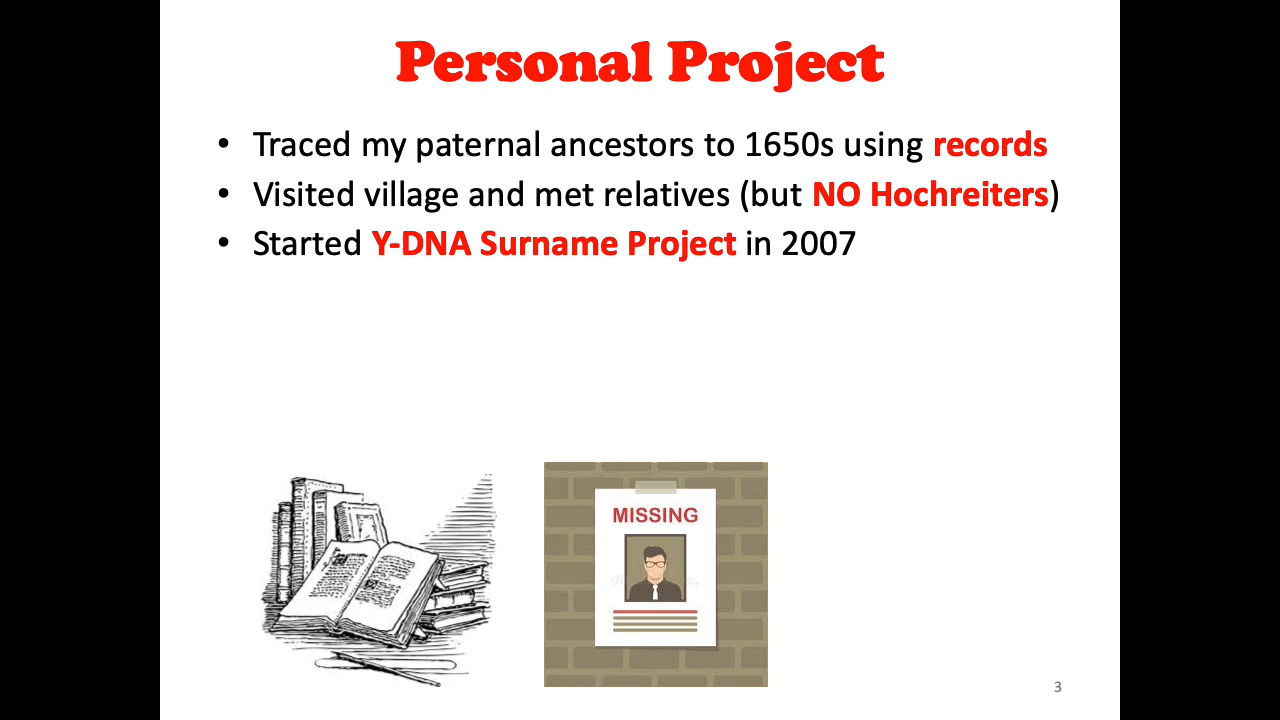 Personal Project
• Traced my paternal ancestors to 1650s using records
• Visited village and met relatives (but NO Hochreiters)
• Started Y-DNA Surname Project in 2007
MISSING
3